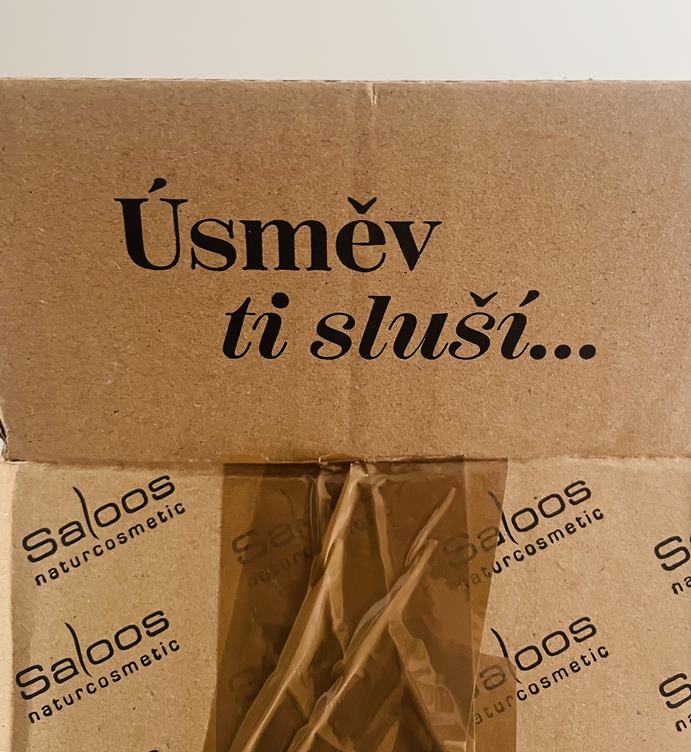 Úsměv
ti sluší...
Saloos
naturcosmetic
Saloos
naturcosmetic
Saloos
naturcosmetic
Saloos
naturcosmetic